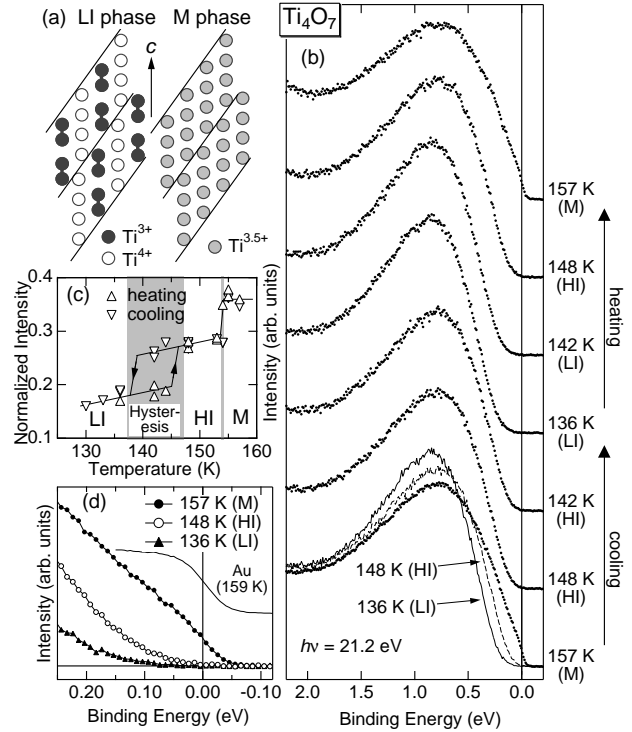 (a) LI phase M phase
c
Ti3+
Ti4+
Ti3.5+
Ti4O7
(b)
157 K
(M)
148 K
(HI)
142 K
(LI)
136 K
(LI)
142 K
(HI)
148 K
(HI)
157 K
(M)
heating
cooling
148 K (HI)
136 K (LI)
hν = 21.2 eV
Intensity (arb. units)
2.0 1.5 1.0 0.5 0.0
Binding Energy (eV)
(c)
heating
cooling
Normalized Intensity
0.4
0.3
0.2
0.1
LI
Hyster-
esis
HI
M
130 140 150 160
Temperature (K)
(d)
157 K (M)
148 K (HI)
136 K (LI)
Au
(159 K)
Intensity (arb. units)
0.20 0.10 0.00 -0.10
Binding Energy (eV)